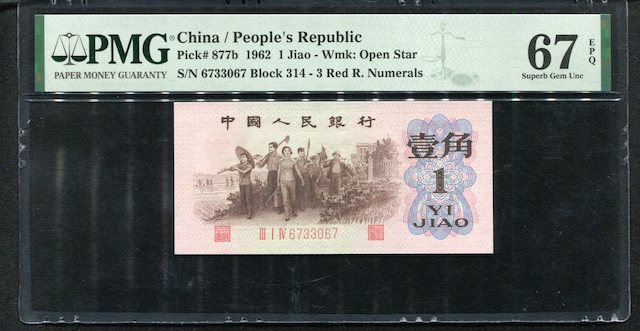 PMG
PAPER MONEY GUARANTY
China / People's Republic
Pick# 877b 1962 1 Jiao - Wmk: Open Star
S/N 6733067 Block 314 - 3 Red R. Numerals
67 EPQ
Superb Gem Unc
中國人民銀行
壹角
1
YI
JIAO
III I IV 6733067